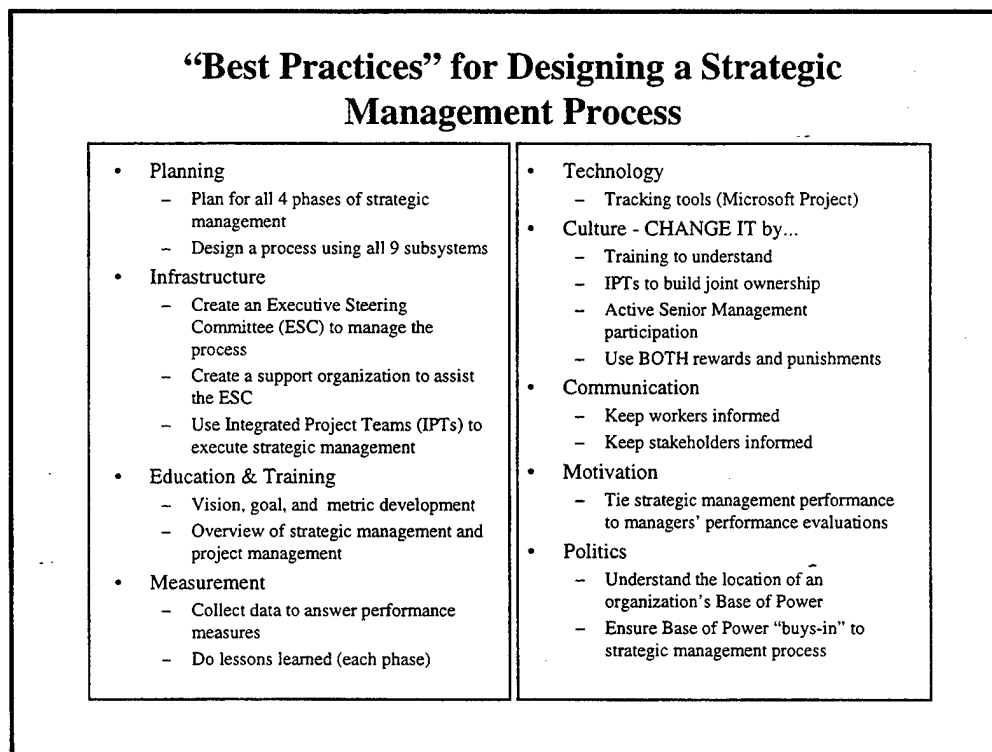 “Best Practices” for Designing a Strategic
Management Process
• Planning
– Plan for all 4 phases of strategic
management
– Design a process using all 9 subsystems
• Infrastructure
– Create an Executive Steering
Committee (ESC) to manage the
process
– Create a support organization to assist
the ESC
– Use Integrated Project Teams (IPTs) to
execute strategic management
• Education & Training
– Vision, goal, and metric development
– Overview of strategic management and
project management
• Measurement
– Collect data to answer performance
measures
– Do lessons learned (each phase)
• Technology
– Tracking tools (Microsoft Project)
• Culture - CHANGE IT by...
– Training to understand
– IPTs to build joint ownership
– Active Senior Management
participation
– Use BOTH rewards and punishments
• Communication
– Keep workers informed
– Keep stakeholders informed
• Motivation
– Tie strategic management performance
to managers’ performance evaluations
• Politics
– Understand the location of an
organization’s Base of Power
– Ensure Base of Power “buys-in” to
strategic management process